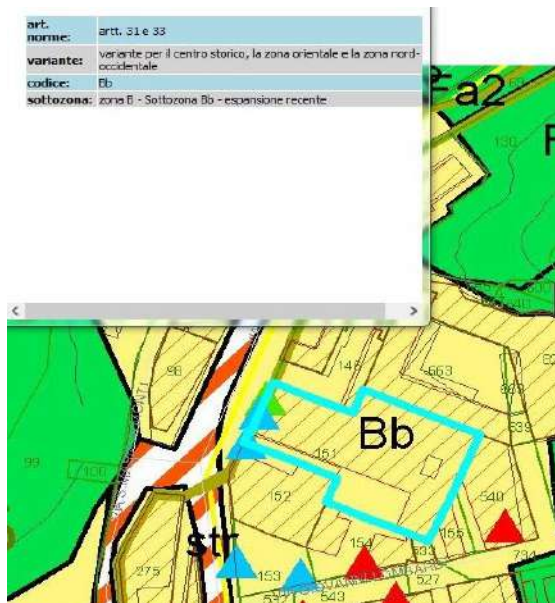 art. norme: artt. 31 e 33
variante: variante per il centro storico, la zona orientale e la zona nord-occidentale
codice: Bb
sottozona: zona B - Sottozona Bb - espansione recente
Fa2
63
130
F
148
663
98
639
99
100
151
Bb
152
540
str
154
155
533
734
275
153
527
543